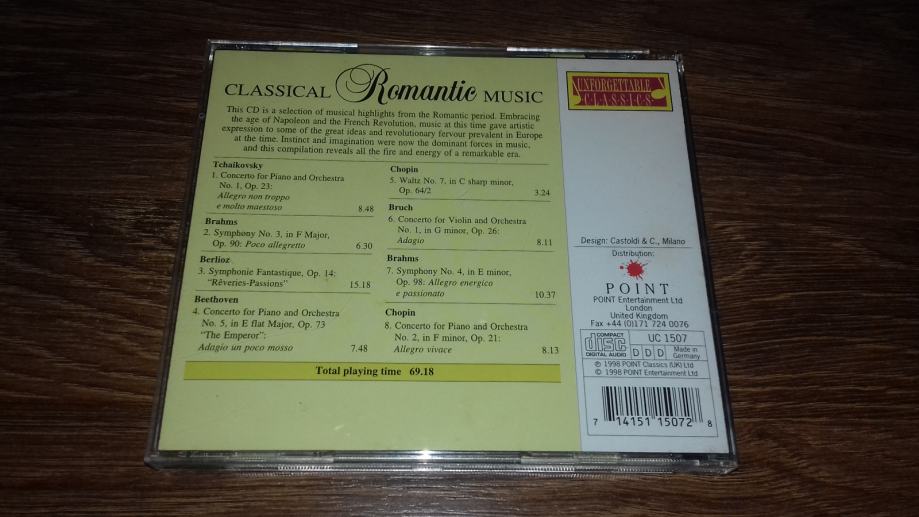 CLASSICAL Romantic MUSIC
This CD is a selection of musical highlights from the Romantic period. Embracing
the age of Napoleon and the French Revolution, music at this time gave artistic
expression to some of the great ideas and revolutionary fervour prevalent in Europe
at the time. Instinct and imagination were now the dominant forces in music,
and this compilation reveals all the fire and energy of a remarkable era.
Tchaikovsky
1. Concerto for Piano and Orchestra
No. 1, Op. 23:
Allegro non troppo
e molto maestoso 8.48
Brahms
2. Symphony No. 3, in F Major,
Op. 90: Poco allegretto 6.30
Berlioz
3. Symphonie Fantastique, Op. 14:
"Rêveries-Passions" 15.18
Beethoven
4. Concerto for Piano and Orchestra
No. 5, in E flat Major, Op. 73
"The Emperor":
Adagio un poco mosso 7.48
Chopin
5. Waltz No. 7, in C sharp minor,
Op. 64/2 3.24
Bruch
6. Concerto for Violin and Orchestra
No. 1, in G minor, Op. 26:
Adagio 8.11
Brahms
7. Symphony No. 4, in E minor,
Op. 98: Allegro energico
e passionato 10.37
Chopin
8. Concerto for Piano and Orchestra
No. 2, in F minor, Op. 21:
Allegro vivace 8.13
Total playing time 69.18
UNFORGETTABLE
CLASSICS
Design: Castoldi & C., Milano
Distribution:
POINT
POINT Entertainment Ltd
London
United Kingdom
Fax +44 (0)171 724 0076
COMPACT
disc
DIGITAL AUDIO
UC 1507
D D D
Made in
Germany
℗ 1998 POINT Classics (UK) Ltd
© 1998 POINT Entertainment Ltd
7 14151 15072 8